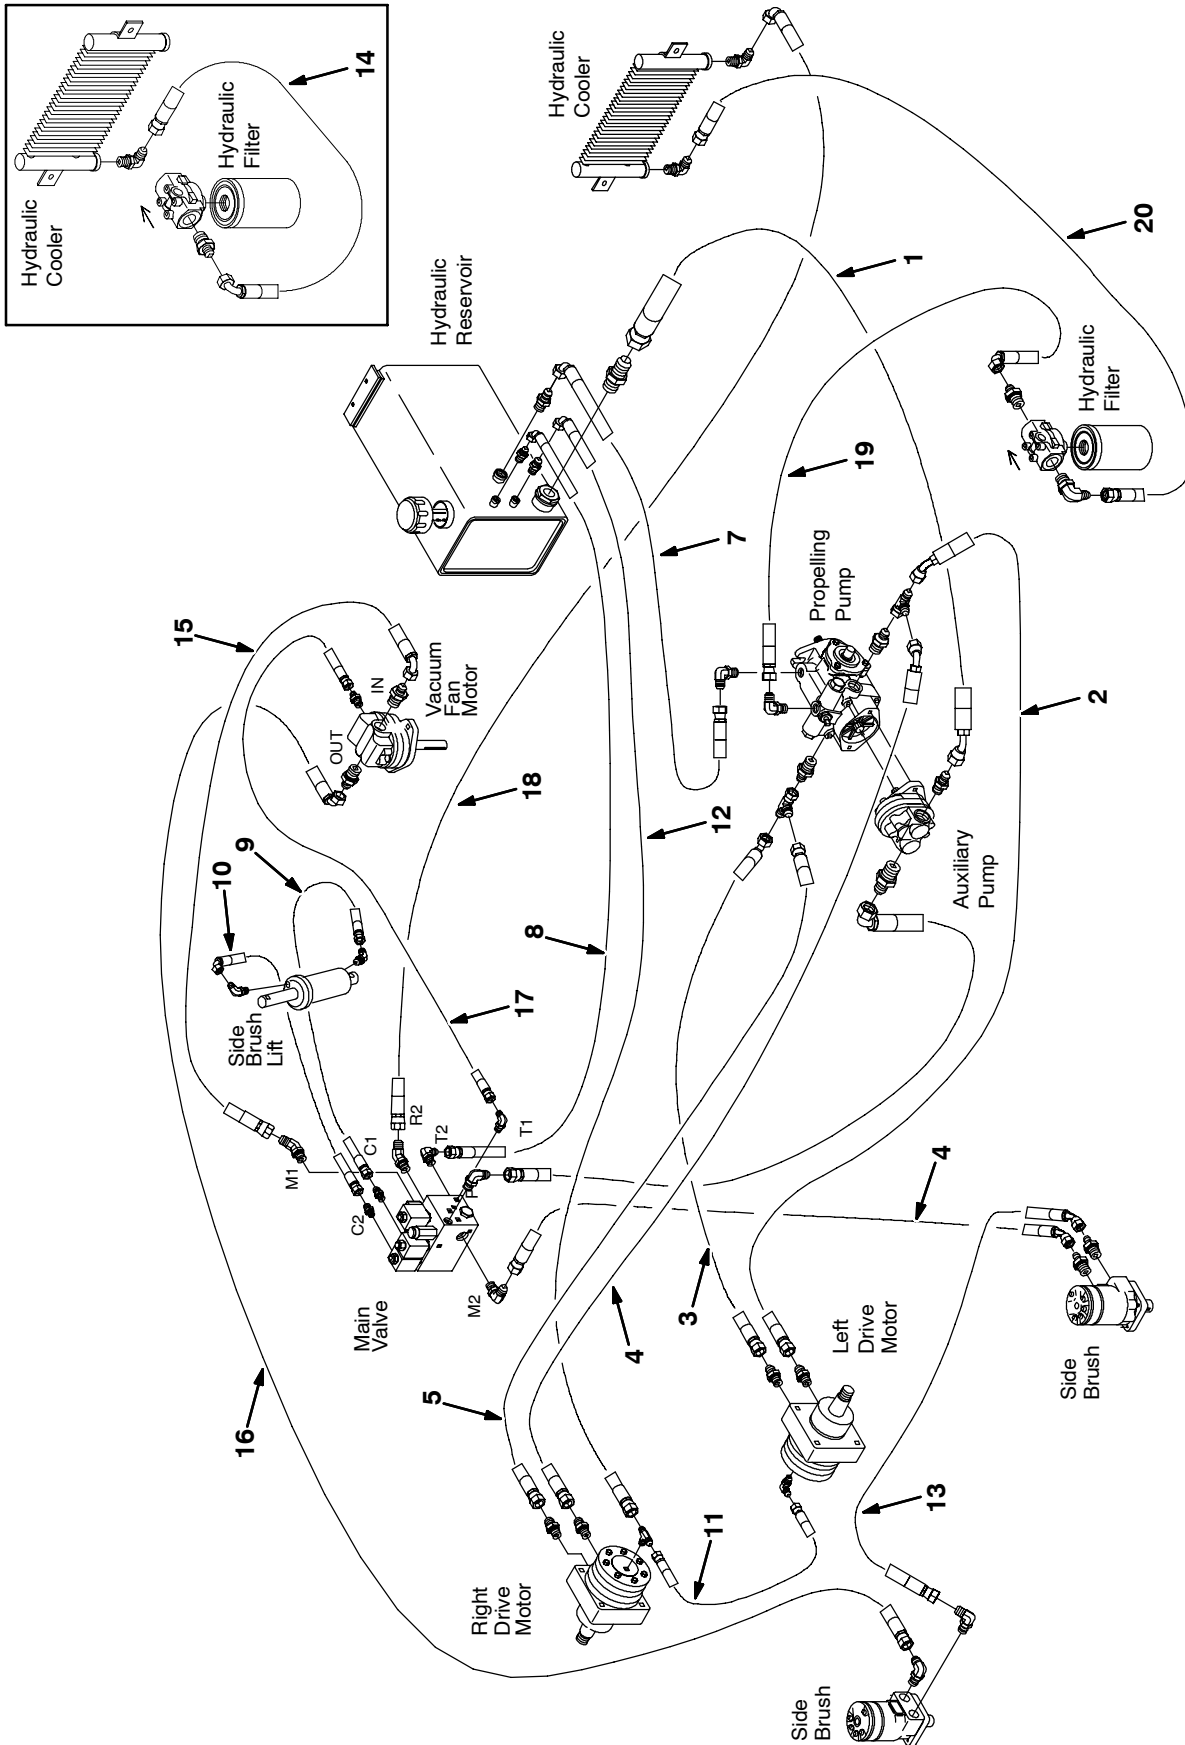 14
Hydraulic
Cooler
Hydraulic
Filter
Hydraulic
Cooler
20
1
Hydraulic
Reservoir
Hydraulic
Filter
19
7
Propelling
Pump
2
15
IN
OUT
Vacuum
Fan
Motor
18
12
Auxiliary
Pump
10
9
8
17
Side
Brush
Lift
M1
C1
C2
R2
T2
T1
P
M2
Main
Valve
4
3
4
5
16
Left
Drive
Motor
Side
Brush
13
11
Right
Drive
Motor
Side
Brush